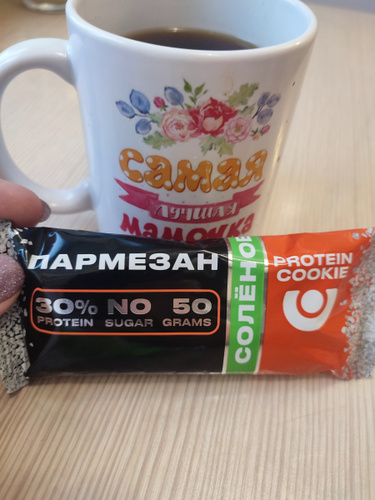 самая
лучшая
мамочка
ПАРМЕЗАН
30% NO 50
PROTEIN SUGAR GRAMS
СОЛЁНОЕ
PROTEIN
COOKIE